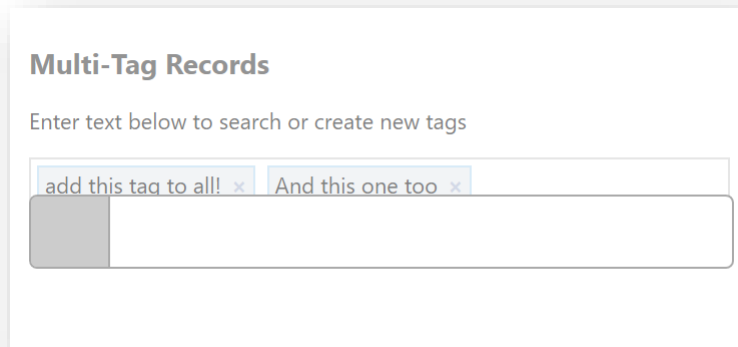 Multi-Tag Records
Enter text below to search or create new tags
add this tag to all! × And this one too ×